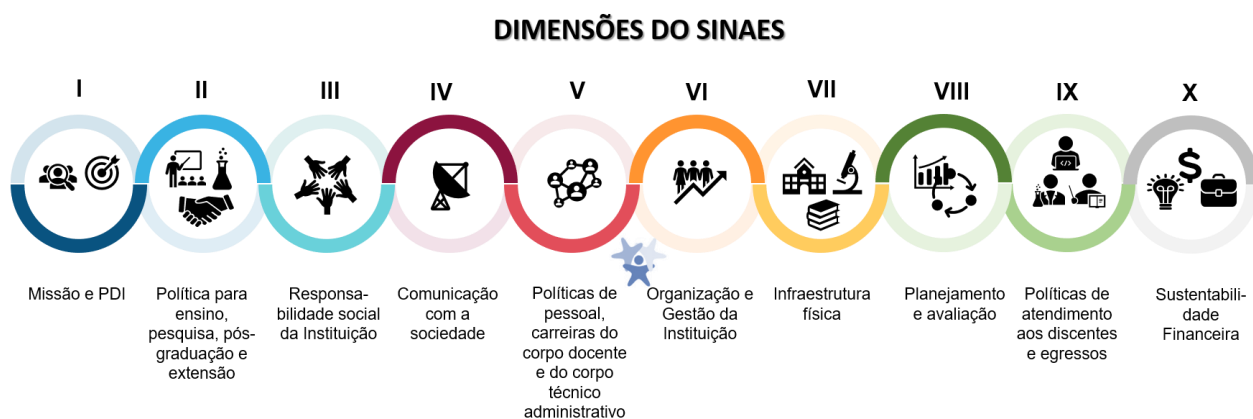 DIMENSÕES DO SINAES
I
II
III
IV
V
VI
VII
VIII
IX
X
Missão e PDI
Política para
ensino,
pesquisa, pós-
graduação e
extensão
Responsa-
bilidade social
da Instituição
Comunicação
com a
sociedade
Políticas de
pessoal,
carreiras do
corpo docente
e do corpo
técnico
administrativo
Organização e
Gestão da
Instituição
Infraestrutura
física
Planejamento
e avaliação
Políticas de
atendimento
aos discentes
e egressos
Sustentabili-
dade
Financeira